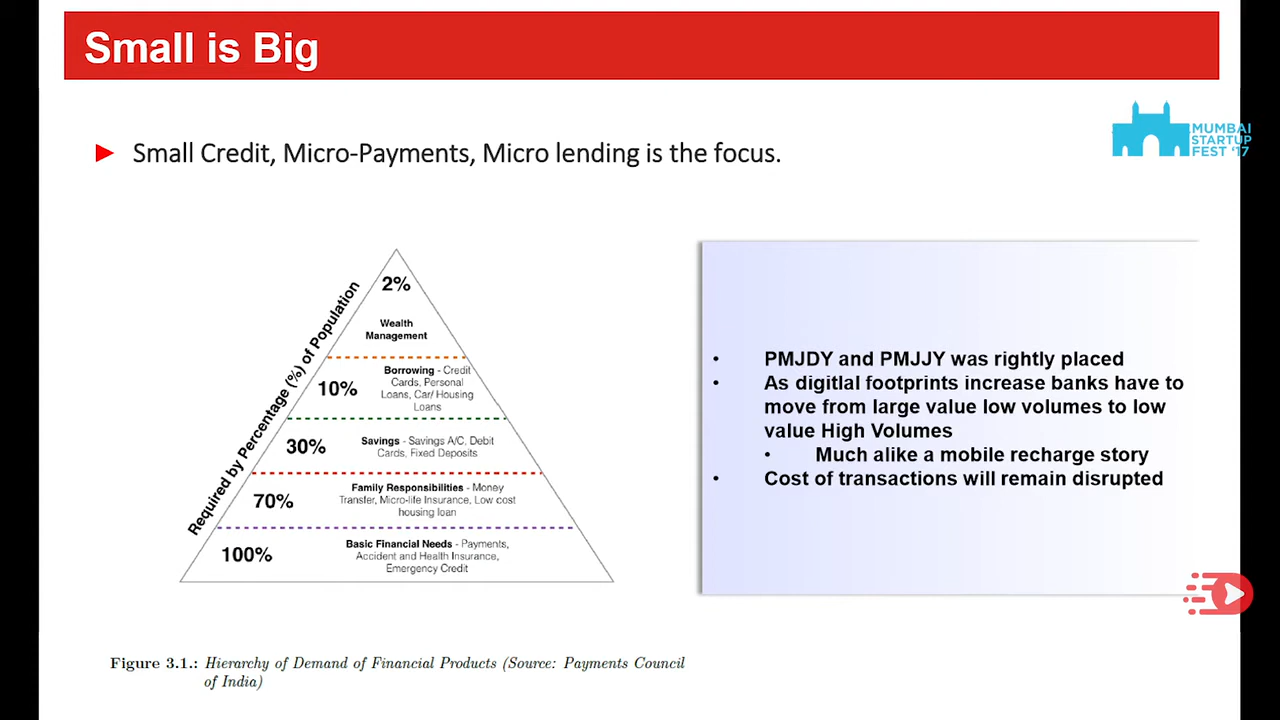 Small is Big
Small Credit, Micro-Payments, Micro lending is the focus.
MUMBAI
STARTUP
FEST '17
Required by Percentage (%) of Population
2%
Wealth
Management
10%
Borrowing - Credit
Cards, Personal
Loans, Car/ Housing
Loans
30%
Savings - Savings A/C, Debit
Cards, Fixed Deposits
70%
Family Responsibilities - Money
Transfer, Micro-life Insurance, Low cost
housing loan
100%
Basic Financial Needs - Payments,
Accident and Health Insurance,
Emergency Credit
Figure 3.1.: Hierarchy of Demand of Financial Products (Source: Payments Council
of India)
• PMJDY and PMJJY was rightly placed
• As digitlal footprints increase banks have to
move from large value low volumes to low
value High Volumes
• Much alike a mobile recharge story
• Cost of transactions will remain disrupted